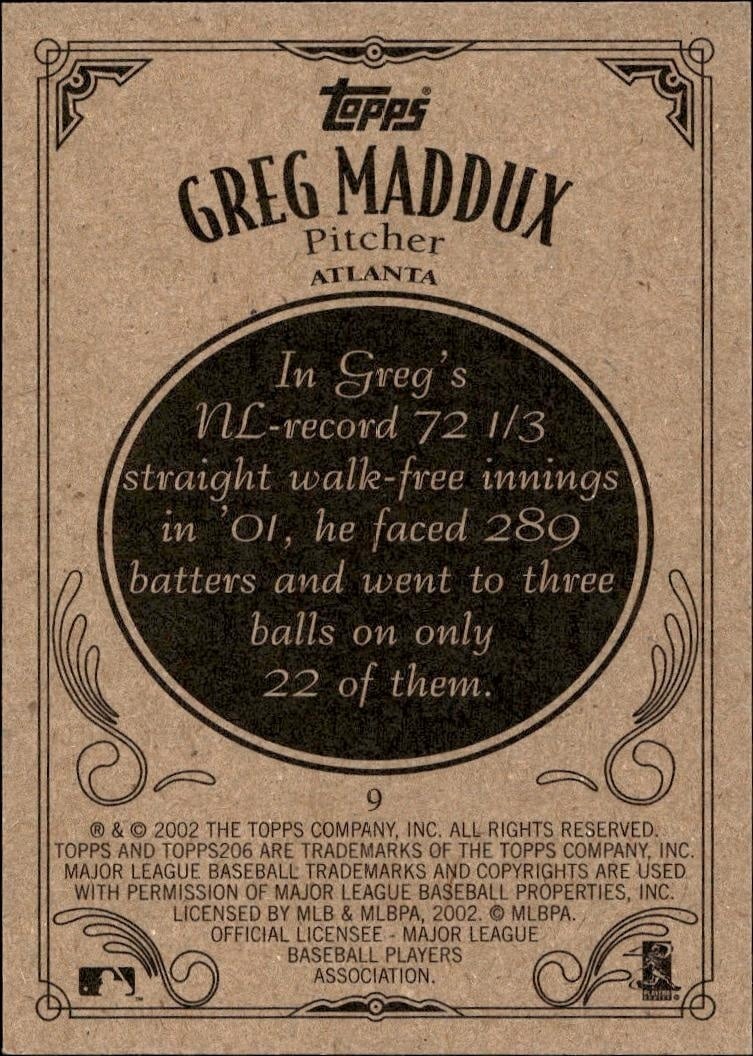 topps®
GREG MADDUX
Pitcher
ATLANTA
In Greg's
NL-record 72 1/3
straight walk-free innings
in '01, he faced 289
batters and went to three
balls on only
22 of them.
9
® & © 2002 THE TOPPS COMPANY, INC. ALL RIGHTS RESERVED.
TOPPS AND TOPPS206 ARE TRADEMARKS OF THE TOPPS COMPANY, INC.
MAJOR LEAGUE BASEBALL TRADEMARKS AND COPYRIGHTS ARE USED
WITH PERMISSION OF MAJOR LEAGUE BASEBALL PROPERTIES, INC.
LICENSED BY MLB & MLBPA, 2002. © MLBPA.
OFFICIAL LICENSEE - MAJOR LEAGUE
BASEBALL PLAYERS
ASSOCIATION.